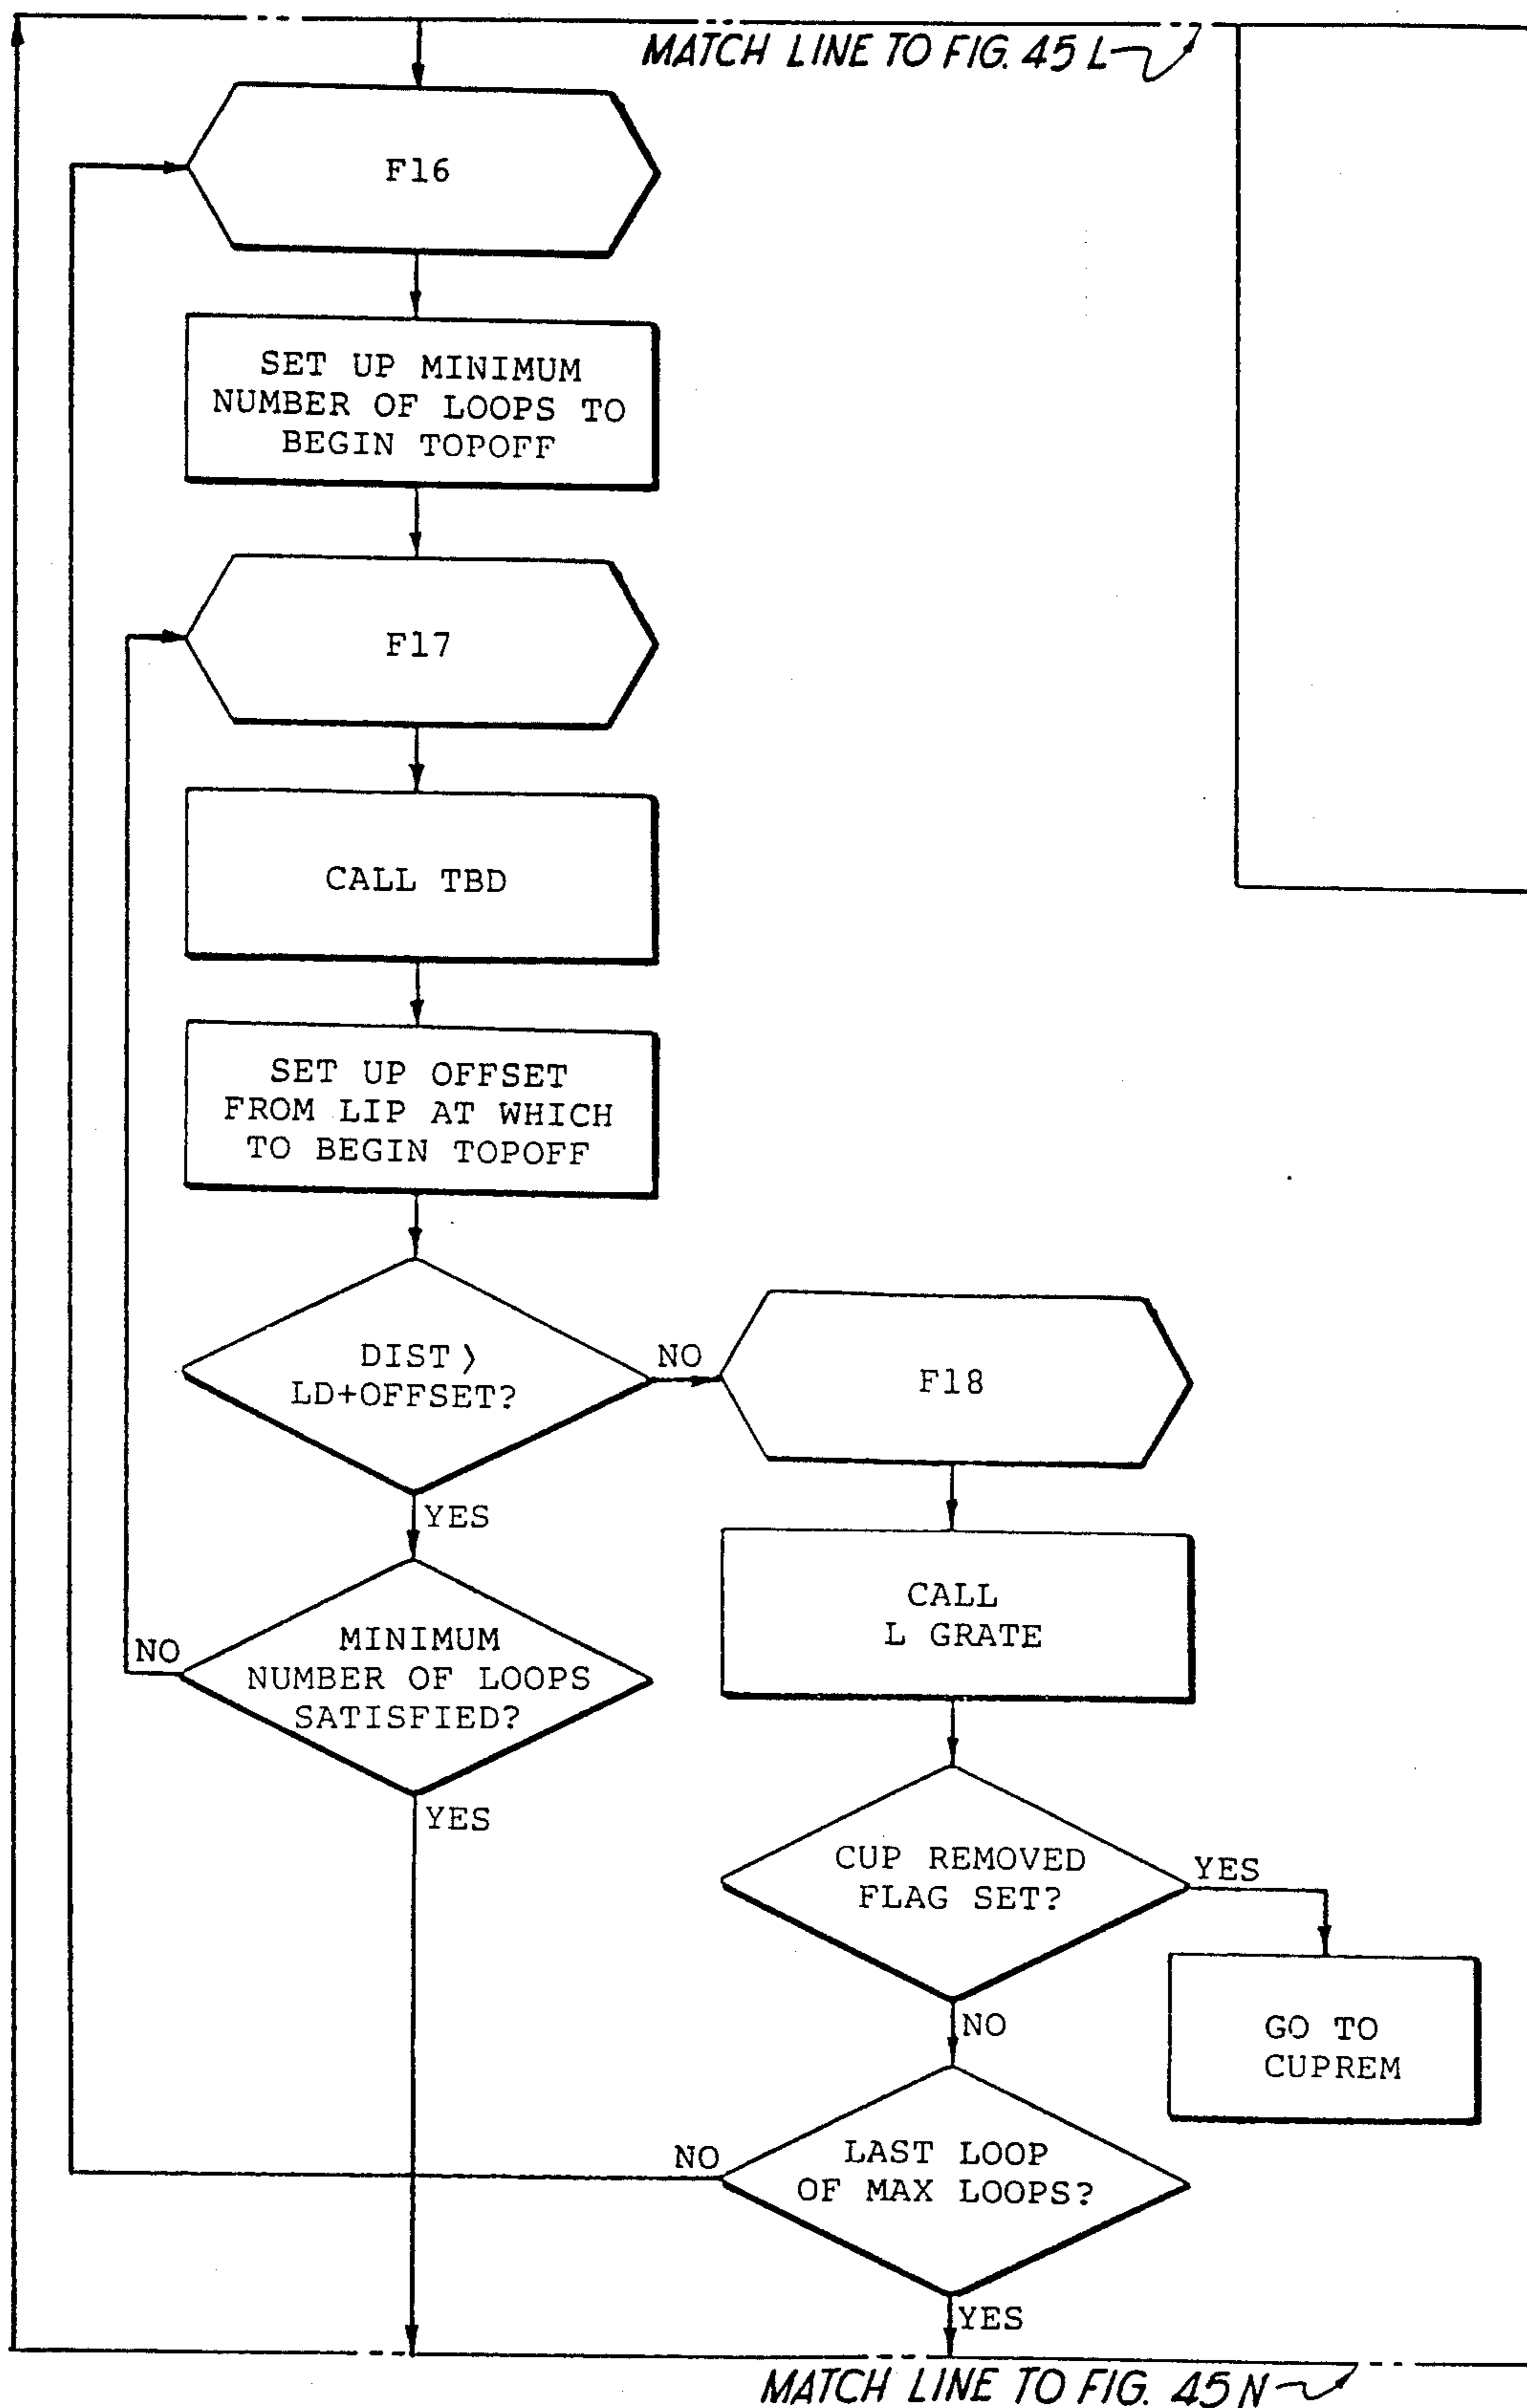 MATCH LINE TO FIG. 45 L
F16
SET UP MINIMUM
NUMBER OF LOOPS TO
BEGIN TOPOFF
F17
CALL TBD
SET UP OFFSET
FROM LIP AT WHICH
TO BEGIN TOPOFF
DIST >
LD+OFFSET?
NO
F18
YES
CALL
L GRATE
MINIMUM
NUMBER OF LOOPS
SATISFIED?
NO
YES
CUP REMOVED
FLAG SET?
YES
GO TO
CUPREM
NO
LAST LOOP
OF MAX LOOPS?
NO
YES
MATCH LINE TO FIG. 45 N